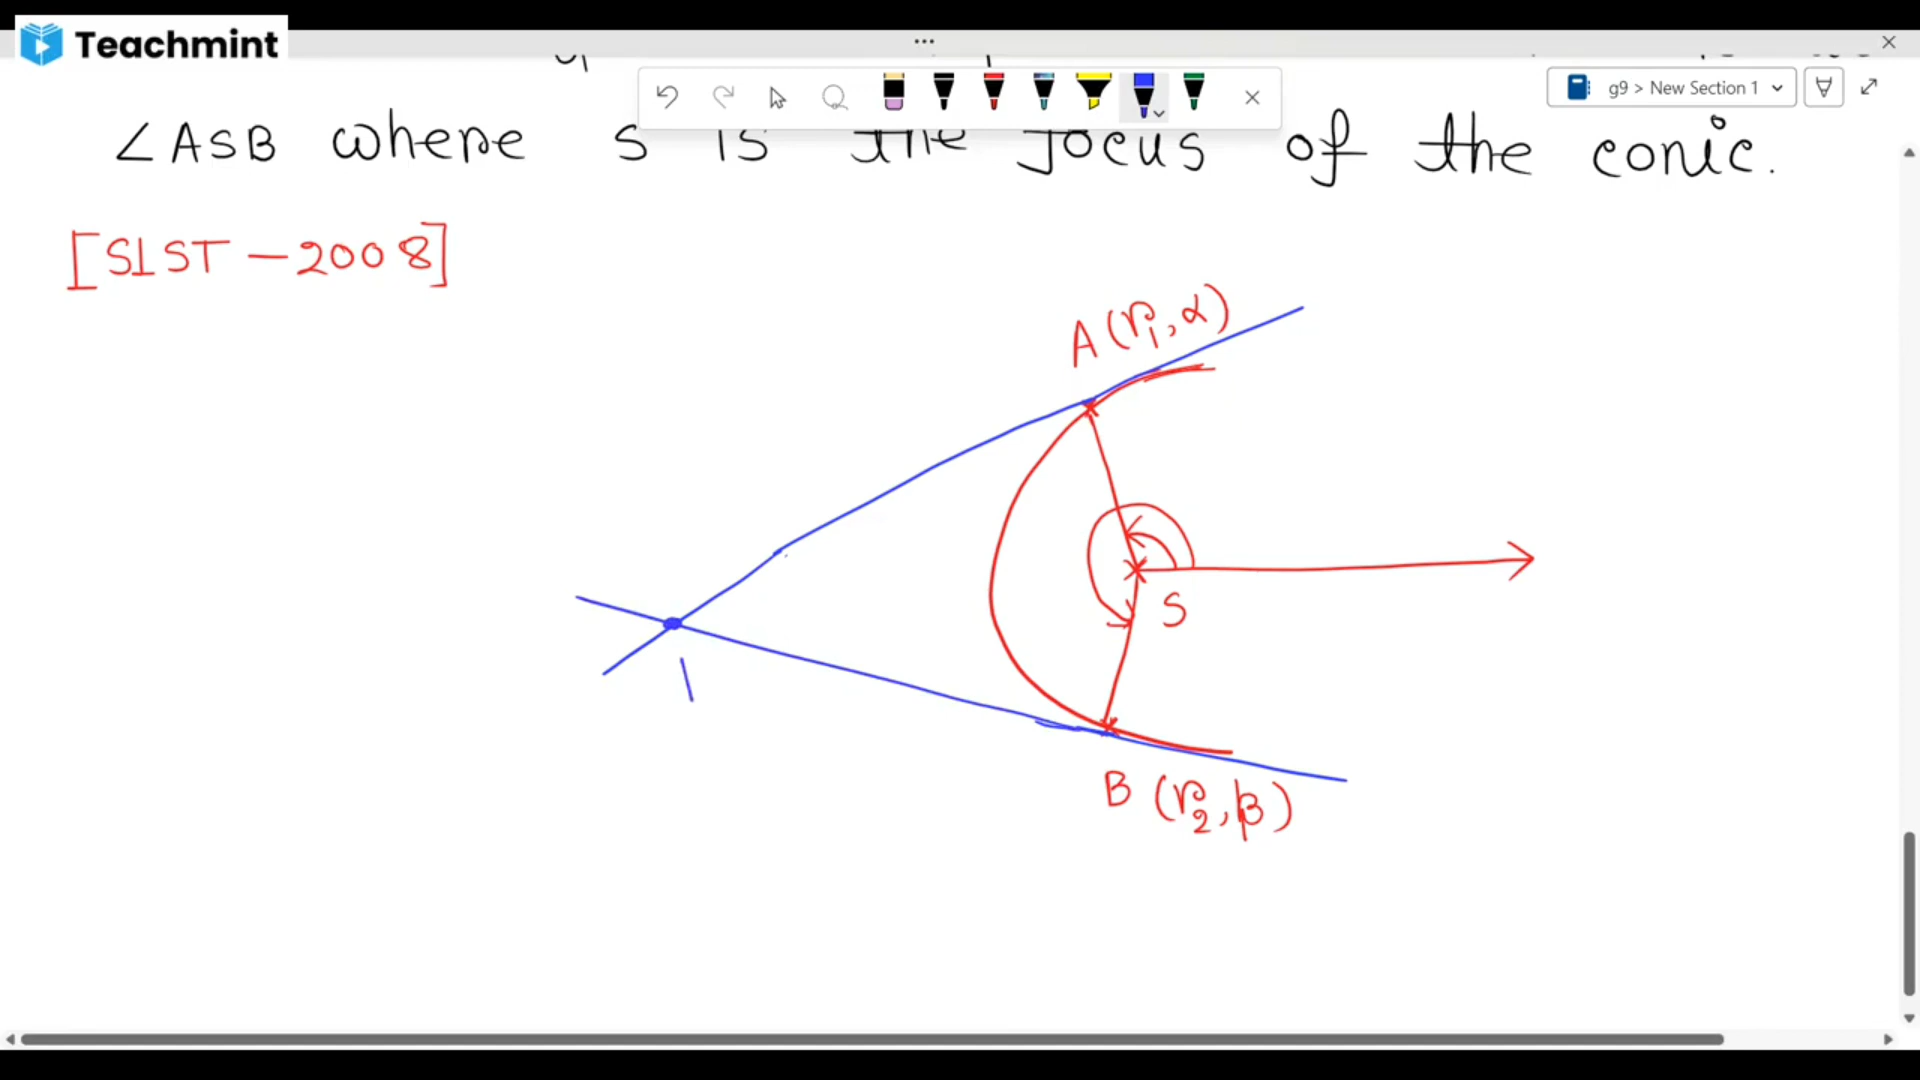 Teachmint
g9 > New Section 1
∠ASB where S is the focus of the conic.
[SLST - 2008]
A (r₁, α)
S
B (r₂, β)